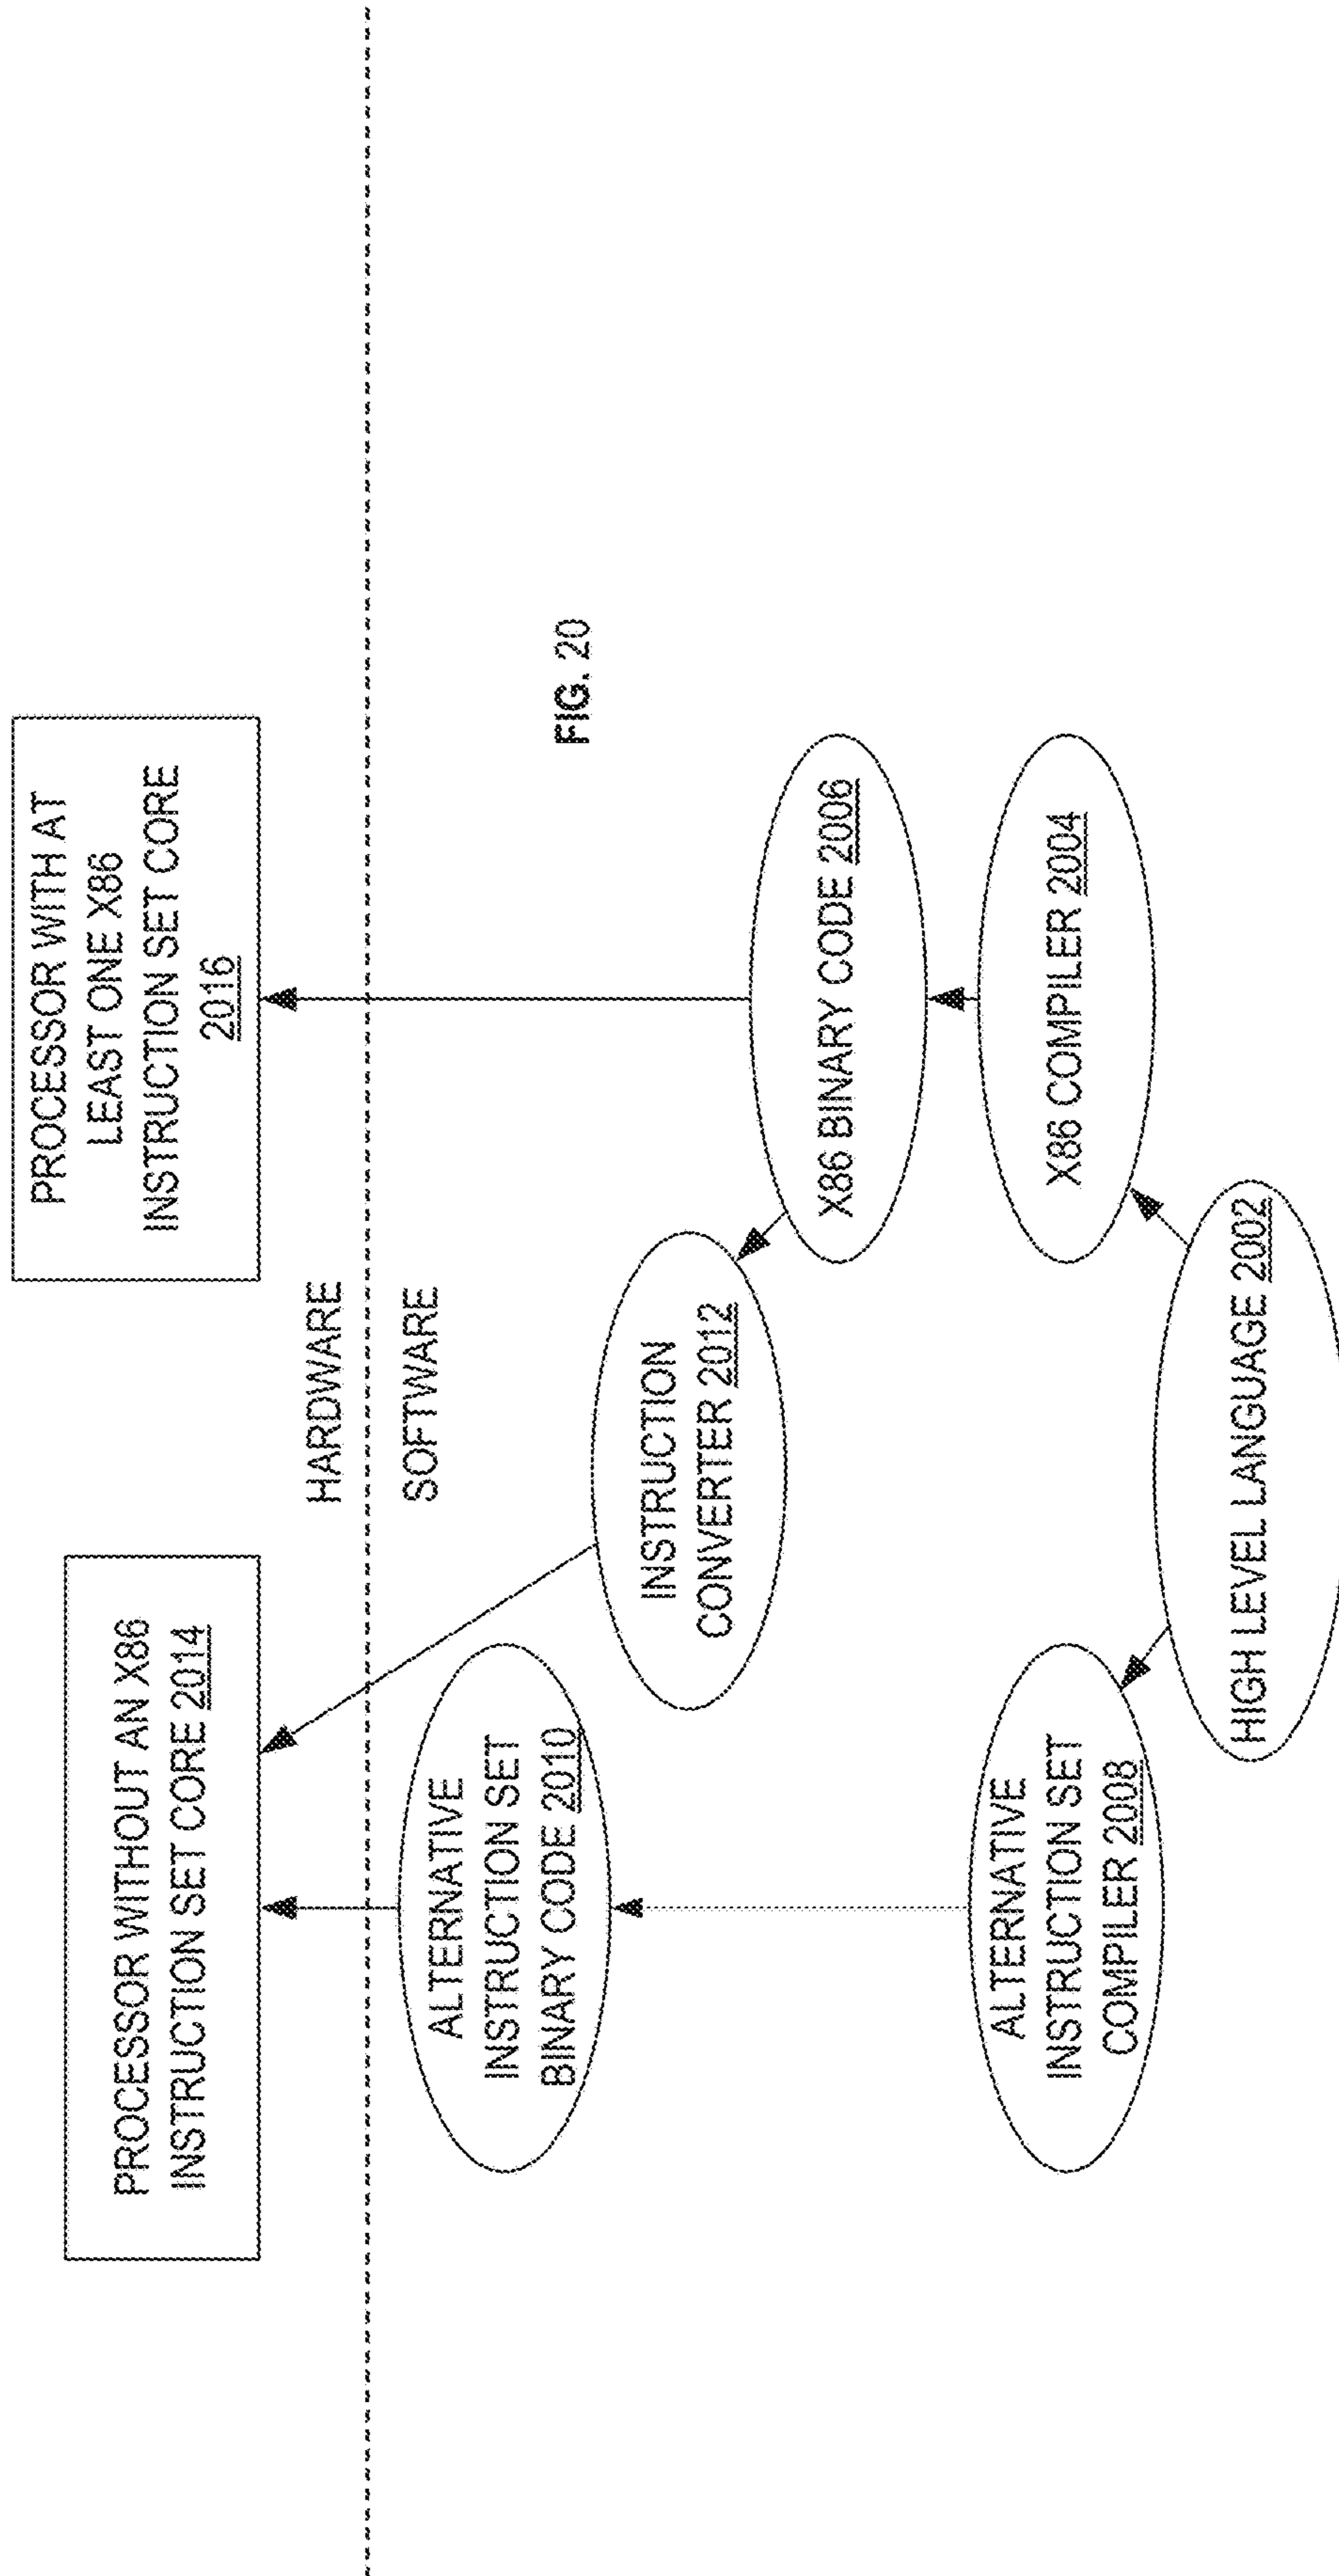 PROCESSOR WITHOUT AN X86
INSTRUCTION SET CORE 2014
PROCESSOR WITH AT
LEAST ONE X86
INSTRUCTION SET CORE
2016
HARDWARE
SOFTWARE
ALTERNATIVE
INSTRUCTION SET
BINARY CODE 2010
FIG. 20
INSTRUCTION
CONVERTER 2012
X86 BINARY CODE 2006
ALTERNATIVE
INSTRUCTION SET
COMPILER 2008
X86 COMPILER 2004
HIGH LEVEL LANGUAGE 2002